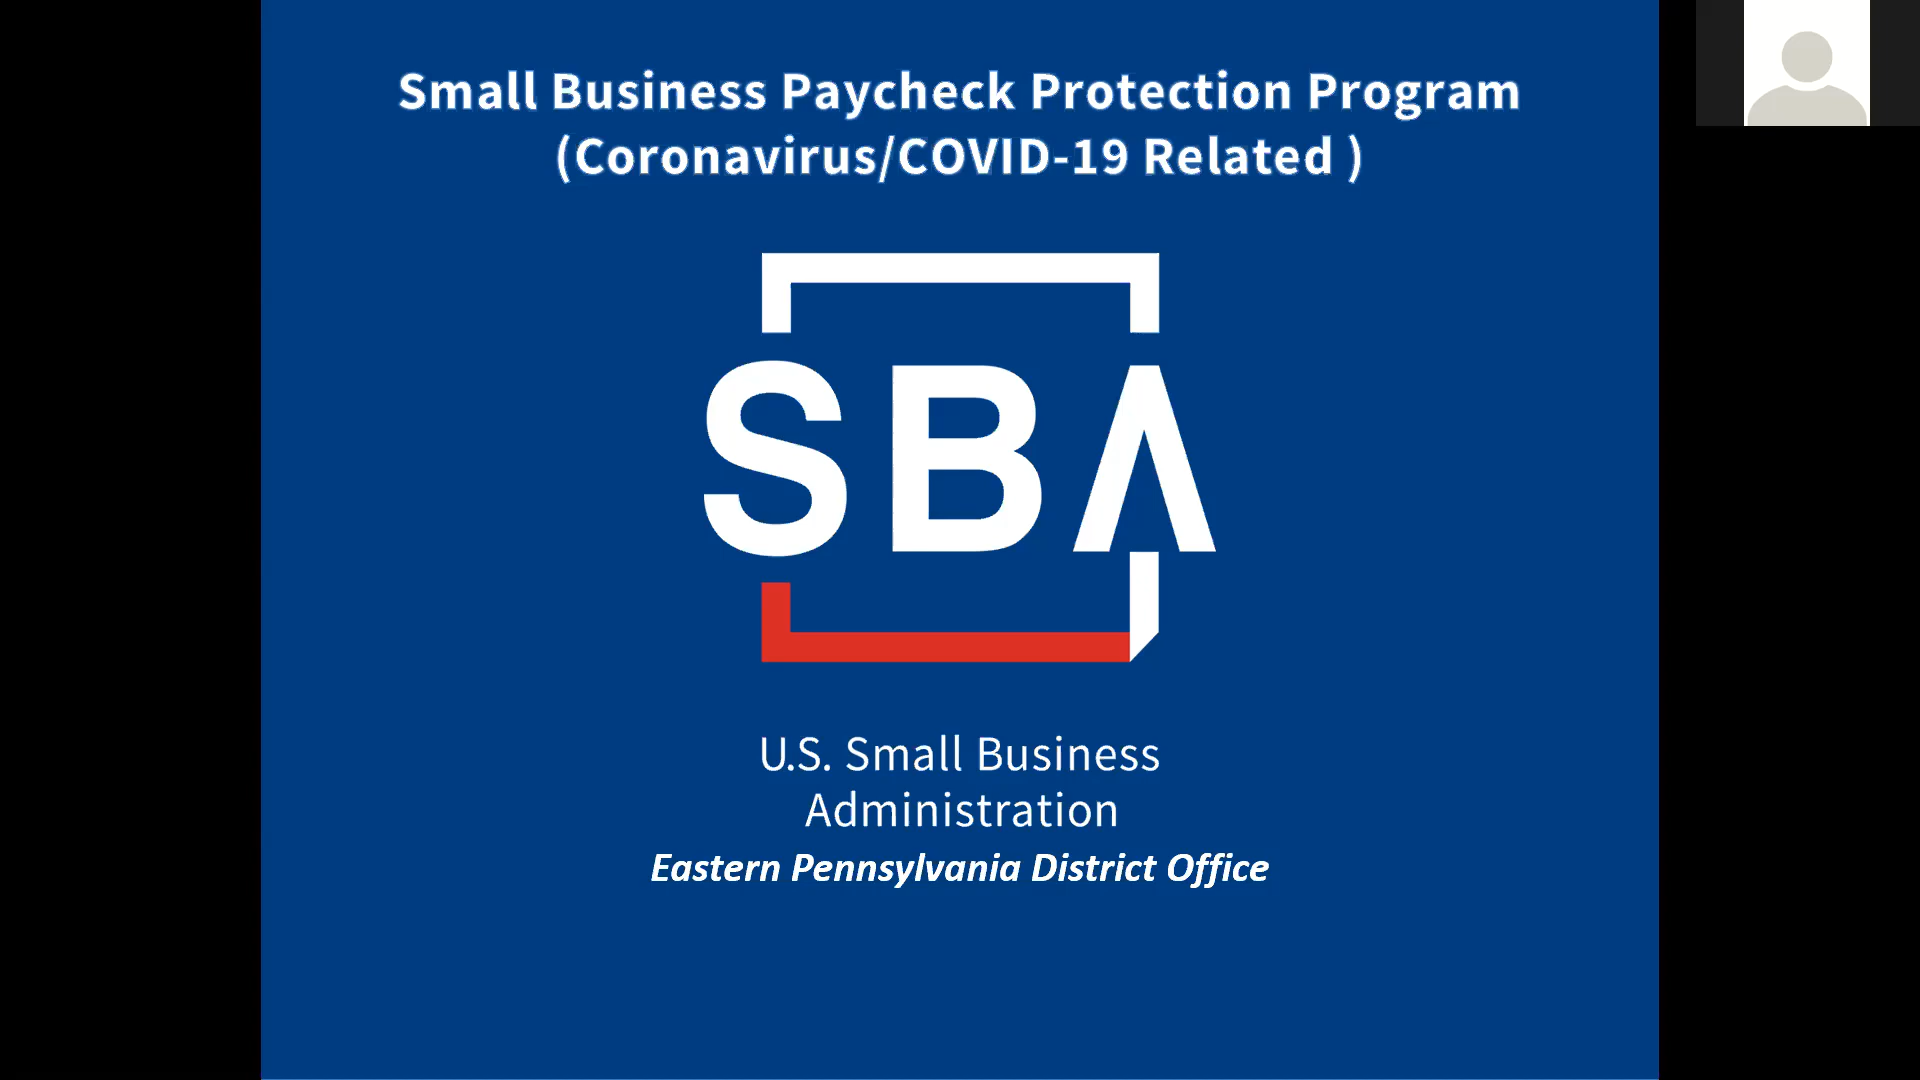 Small Business Paycheck Protection Program
(Coronavirus/COVID-19 Related )
SBA
U.S. Small Business
Administration
Eastern Pennsylvania District Office